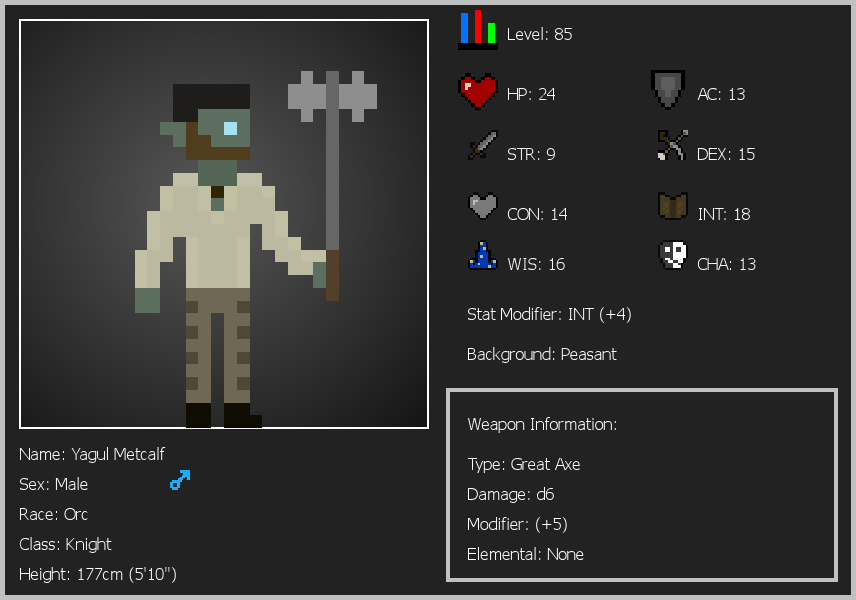 Level: 85
HP: 24
AC: 13
STR: 9
DEX: 15
CON: 14
INT: 18
WIS: 16
CHA: 13
Stat Modifier: INT (+4)
Background: Peasant
Weapon Information:
Type: Great Axe
Damage: d6
Modifier: (+5)
Elemental: None
Name: Yagul Metcalf
Sex: Male
Race: Orc
Class: Knight
Height: 177cm (5'10")